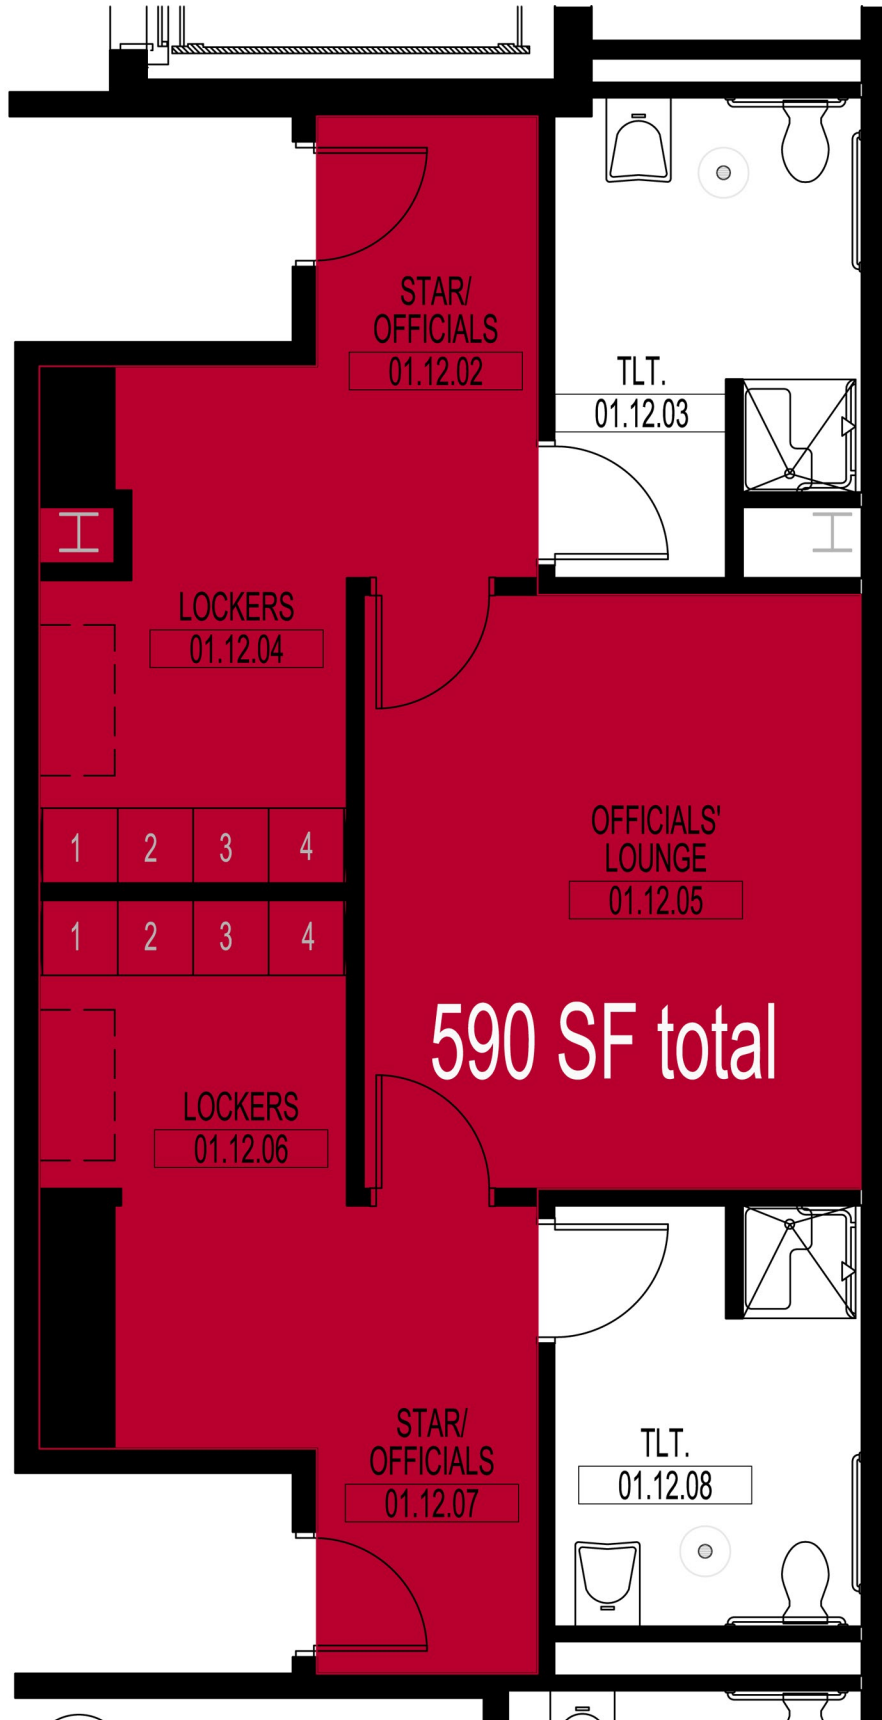 STAR/
OFFICIALS
01.12.02
TLT.
01.12.03
LOCKERS
01.12.04
1 2 3 4
OFFICIALS'
LOUNGE
01.12.05
1 2 3 4
590 SF total
LOCKERS
01.12.06
STAR/
OFFICIALS
01.12.07
TLT.
01.12.08